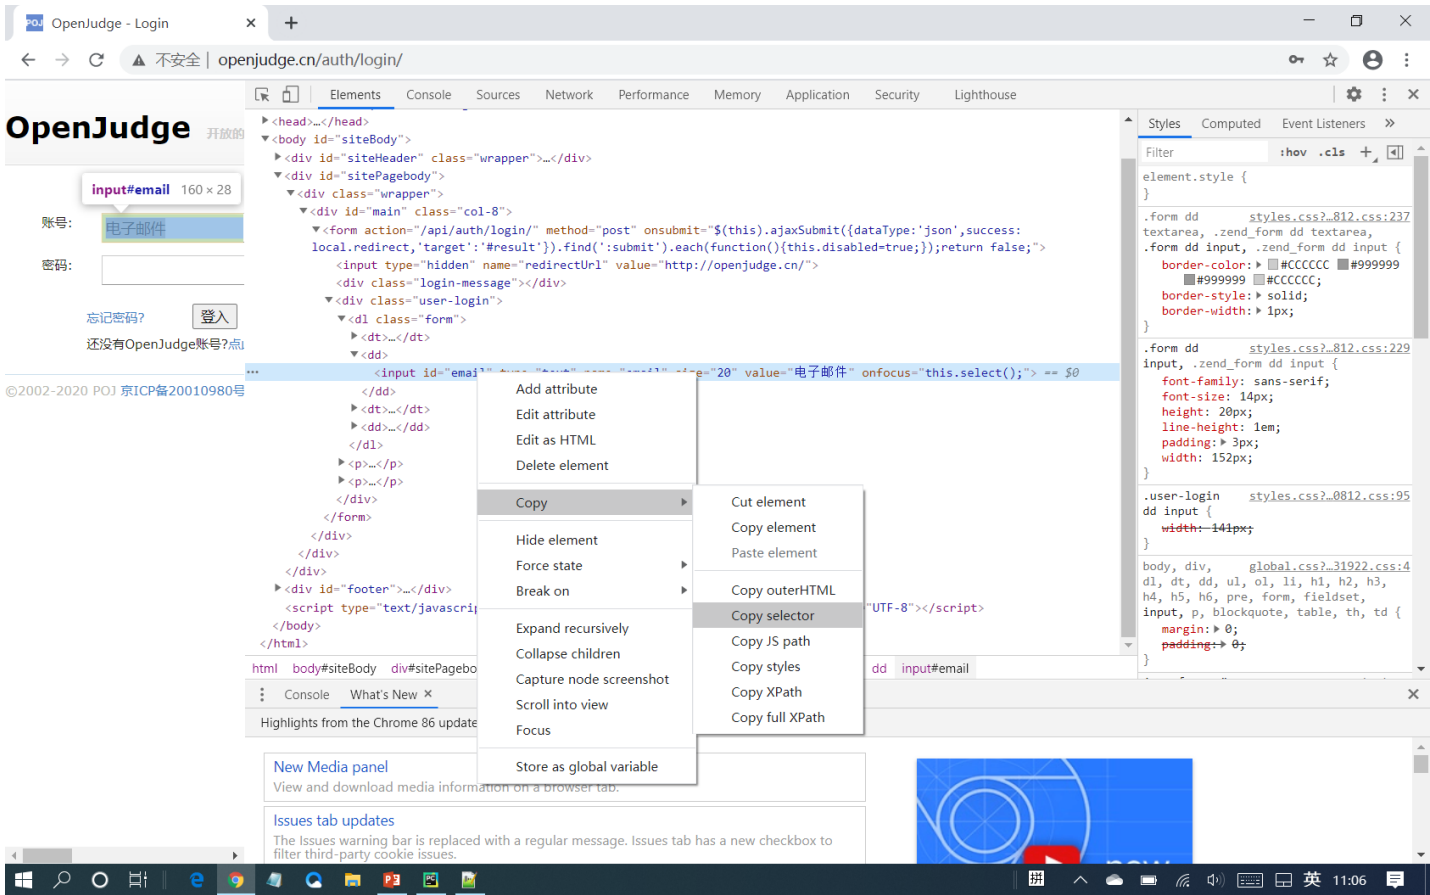 POJ OpenJudge - Login
不安全 | openjudge.cn/auth/login/
OpenJudge 开放的
input#email 160 × 28
账号:
电子邮件
密码:
忘记密码? 登入
还没有OpenJudge账号?点
©2002-2020 POJ 京ICP备20010980号
Elements Console Sources Network Performance Memory Application Security Lighthouse
<head>…</head>
<body id="siteBody">
<div id="siteHeader" class="wrapper">…</div>
<div id="sitePagebody">
<div class="wrapper">
<div id="main" class="col-8">
<form action="/api/auth/login/" method="post" onsubmit="$(this).ajaxSubmit({dataType:'json',success:
local.redirect,'target':'#result'}).find(':submit').each(function(){this.disabled=true;});return false;">
<input type="hidden" name="redirectUrl" value="http://openjudge.cn/">
<div class="login-message"></div>
<div class="user-login">
<dl class="form">
<dt>…</dt>
<dd>
<input id="email" type="text" name="email" size="20" value="电子邮件" onfocus="this.select();"> == $0
</dd>
<dt>…</dt>
<dd>…</dd>
</dl>
<p>…</p>
<p>…</p>
</div>
</form>
</div>
</div>
</div>
<div id="footer">…</div>
<script type="text/javascrip "UTF-8"></script>
</body>
</html>
html body#siteBody div#sitePagebo dd input#email
Add attribute
Edit attribute
Edit as HTML
Delete element
Copy
Hide element
Force state
Break on
Expand recursively
Collapse children
Capture node screenshot
Scroll into view
Focus
Store as global variable
Cut element
Copy element
Paste element
Copy outerHTML
Copy selector
Copy JS path
Copy styles
Copy XPath
Copy full XPath
Styles Computed Event Listeners »
Filter :hov .cls +
element.style {
}
.form dd styles.css?…812.css:237
textarea, .zend_form dd textarea,
.form dd input, .zend_form dd input {
border-color: #CCCCCC #999999
#999999 #CCCCCC;
border-style: solid;
border-width: 1px;
}
.form dd styles.css?…812.css:229
input, .zend_form dd input {
font-family: sans-serif;
font-size: 14px;
height: 20px;
line-height: 1em;
padding: 3px;
width: 152px;
}
.user-login styles.css?…0812.css:95
dd input {
width: 141px;
}
body, div, global.css?…31922.css:4
dl, dt, dd, ul, ol, li, h1, h2, h3,
h4, h5, h6, pre, form, fieldset,
input, p, blockquote, table, th, td {
margin: 0;
padding: 0;
}
Console What's New
Highlights from the Chrome 86 update
New Media panel
View and download media information on a browser tab.
Issues tab updates
The Issues warning bar is replaced with a regular message. Issues tab has a new checkbox to
filter third-party cookie issues.
new
拼 英 11:06